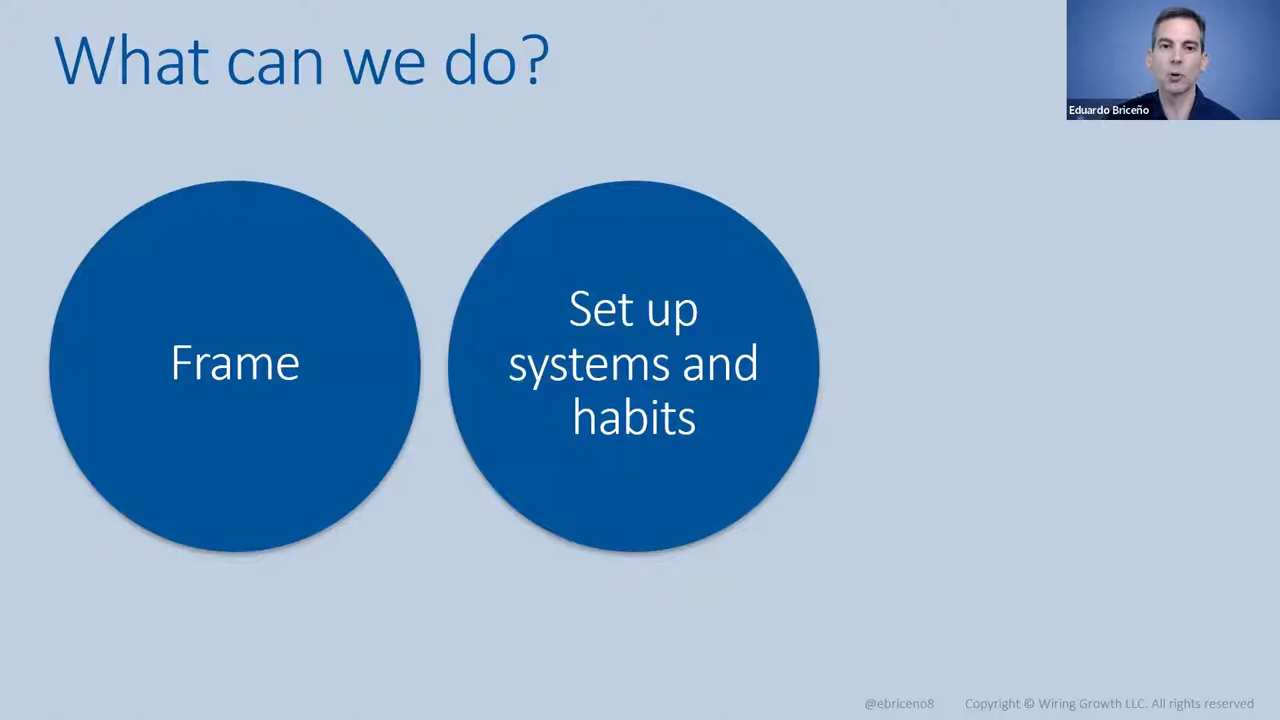 What can we do?
Eduardo Briceño
Frame
Set up
systems and
habits
@ebriceno8
Copyright © Wiring Growth LLC. All rights reserved